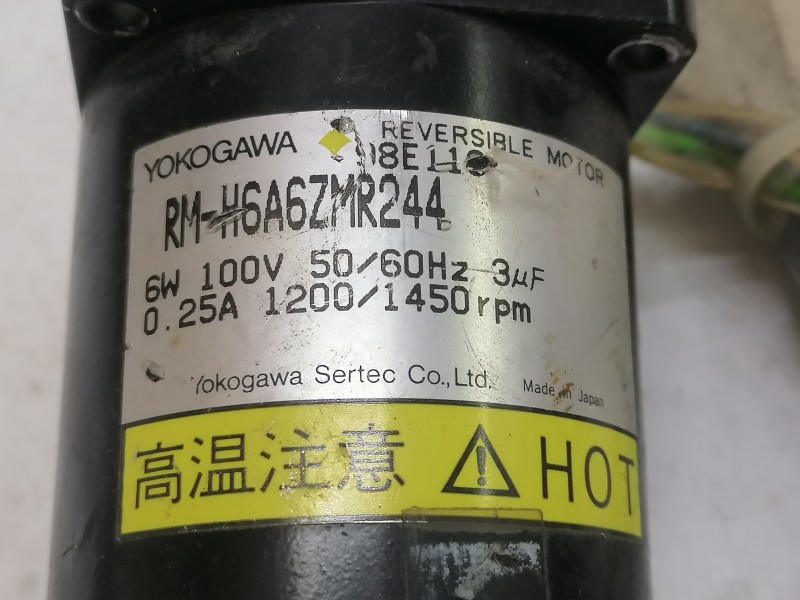 YOKOGAWA REVERSIBLE MOTOR
RM-H6A6ZMR244
6W 100V 50/60Hz 3μF
0.25A 1200/1450rpm
Yokogawa Sertec Co., Ltd. Made in Japan
高温注意 HOT